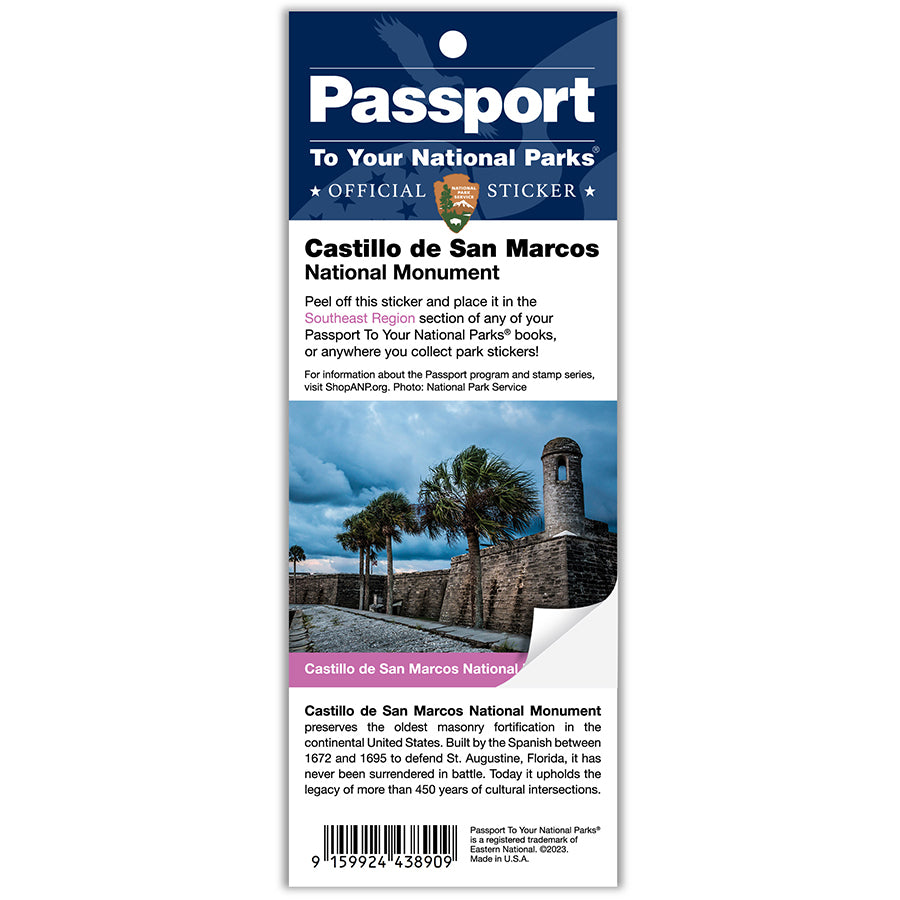 Passport
To Your National Parks®
★ OFFICIAL STICKER ★
NATIONAL
PARK
SERVICE
Castillo de San Marcos
National Monument
Peel off this sticker and place it in the
Southeast Region section of any of your
Passport To Your National Parks® books,
or anywhere you collect park stickers!
For information about the Passport program and stamp series,
visit ShopANP.org. Photo: National Park Service
Castillo de San Marcos National
Castillo de San Marcos National Monument
preserves the oldest masonry fortification in the
continental United States. Built by the Spanish between
1672 and 1695 to defend St. Augustine, Florida, it has
never been surrendered in battle. Today it upholds the
legacy of more than 450 years of cultural intersections.
9 159924 438909
Passport To Your National Parks®
is a registered trademark of
Eastern National. ©2023.
Made in U.S.A.